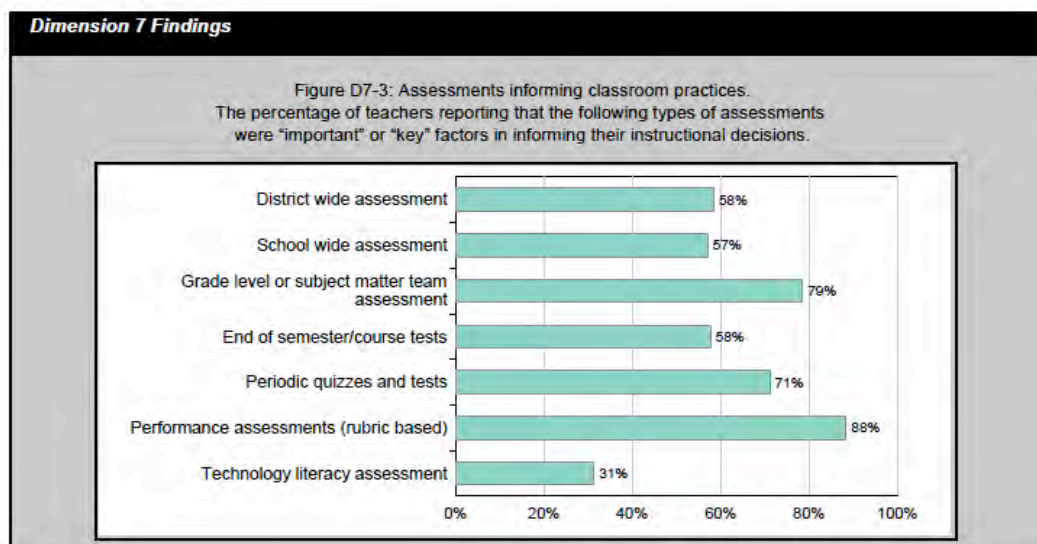 Dimension 7 Findings
Figure D7-3: Assessments informing classroom practices.
The percentage of teachers reporting that the following types of assessments
were "important" or "key" factors in informing their instructional decisions.
District wide assessment 58%
School wide assessment 57%
Grade level or subject matter team
assessment 79%
End of semester/course tests 58%
Periodic quizzes and tests 71%
Performance assessments (rubric based) 88%
Technology literacy assessment 31%
0% 20% 40% 60% 80% 100%